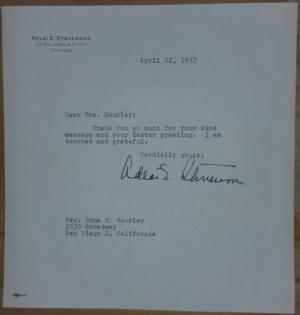 ADLAI E. STEVENSON
CHICAGO
April 22, 1957
Dear Mrs. Gourley:
Thank you so much for your kind
message and your Easter greeting. I am
touched and grateful.
Cordially yours,
Adlai E. Stevenson
Mrs. Edna M. Gourley
2530 Broadway
San Diego 2, California